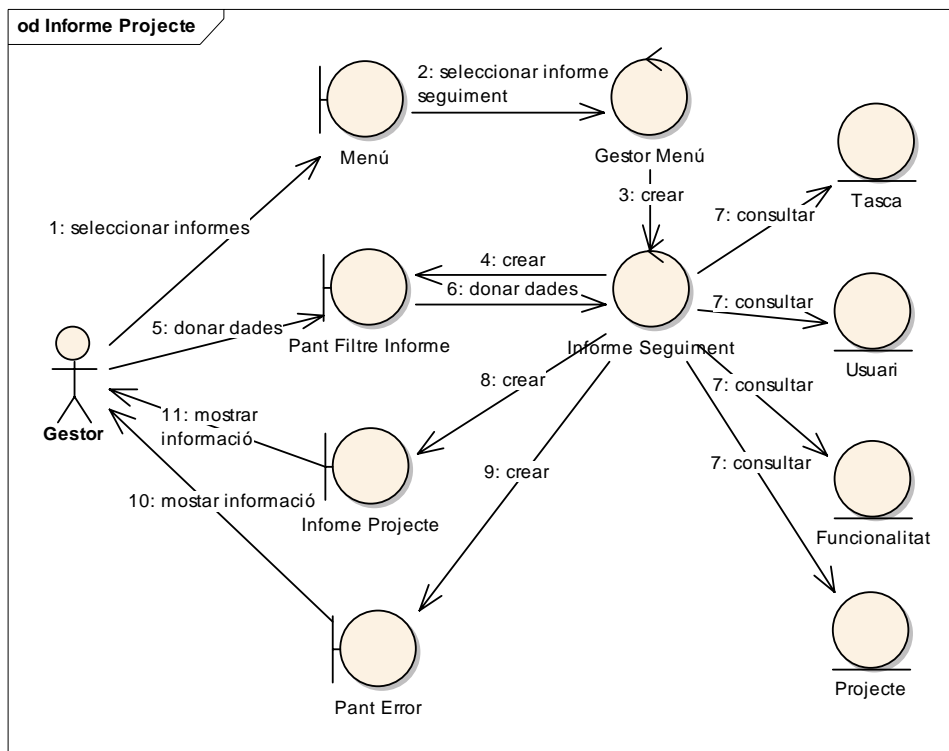 od Informe Projecte
2: seleccionar informe
seguiment
Menú
Gestor Menú
3: crear
Tasca
7: consultar
1: seleccionar informes
4: crear
6: donar dades
5: donar dades
Pant Filtre Informe
Informe Seguiment
7: consultar
Usuari
8: crear
7: consultar
Gestor
11: mostrar
informació
9: crear
7: consultar
10: mostar informació
Infome Projecte
Funcionalitat
Pant Error
Projecte